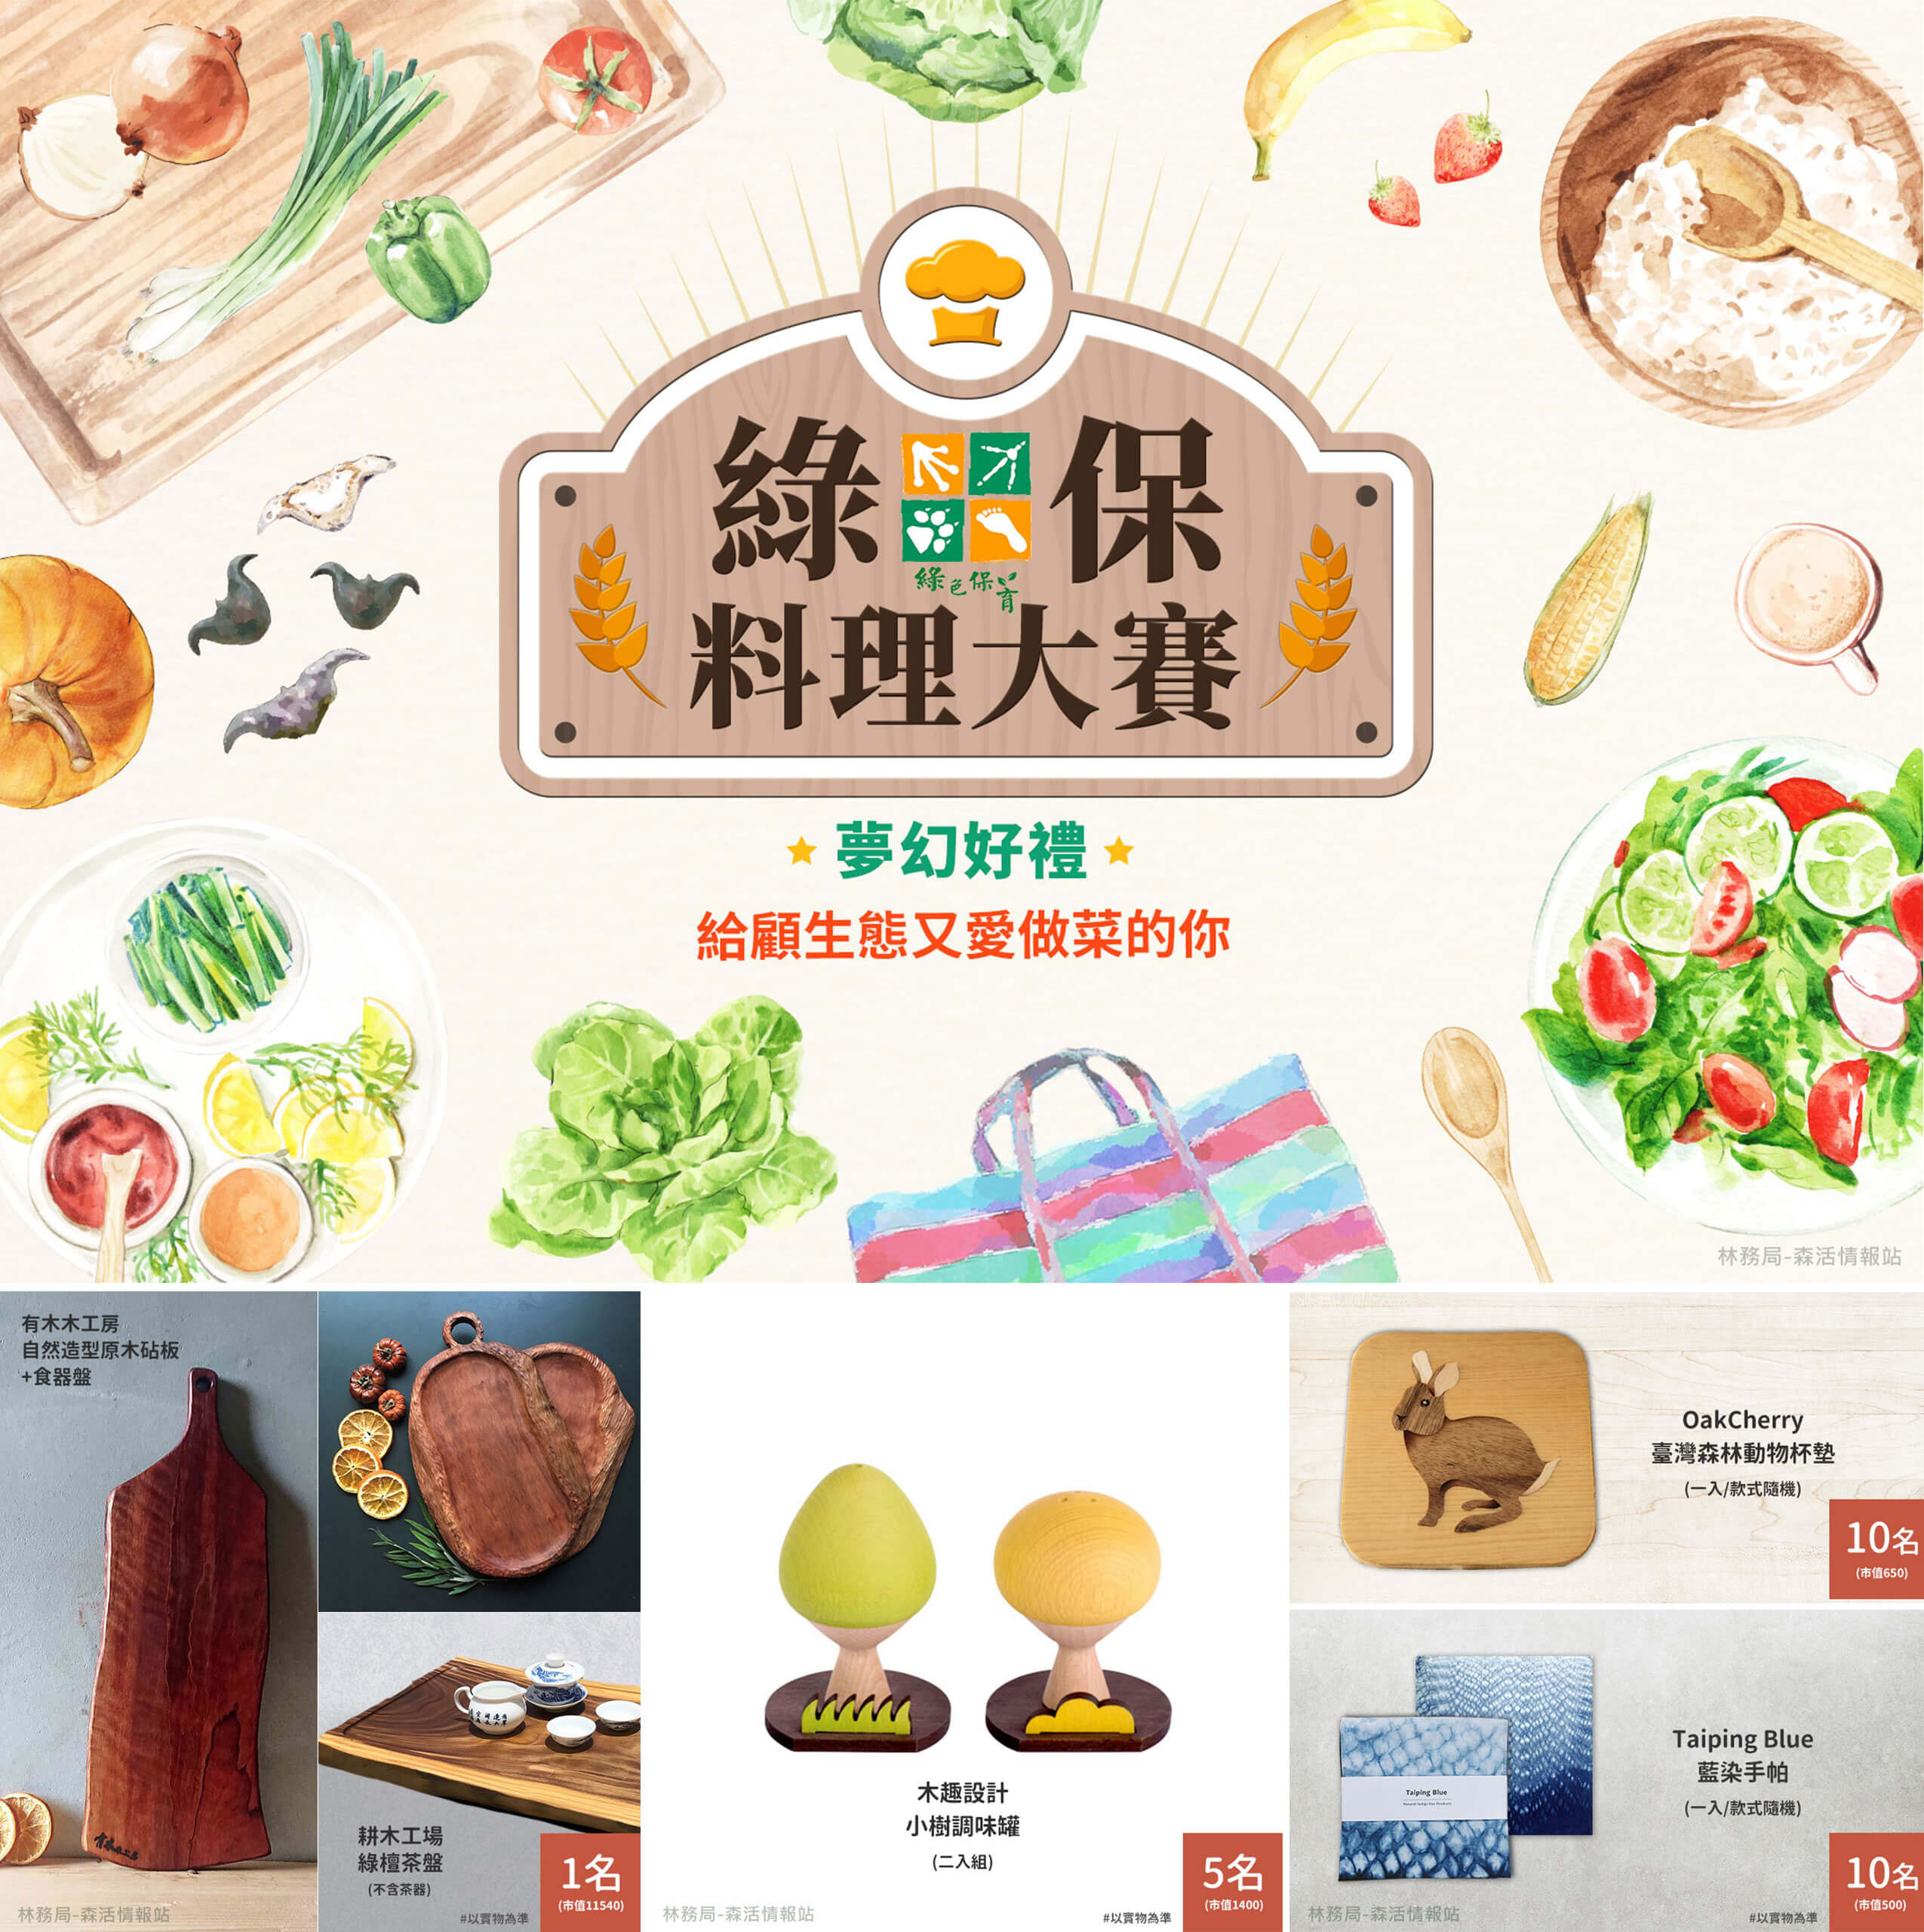 綠 保
綠色保育
料理大賽
夢幻好禮
給顧生態又愛做菜的你
林務局-森活情報站
有木木工房
自然造型原木砧板
+食器盤
耕木工場
綠檀茶盤
(不含茶器)
1名
(市值11540)
#以實物為準
林務局-森活情報站
木趣設計
小樹調味罐
(二入組)
5名
(市值1400)
#以實物為準
林務局-森活情報站
OakCherry
臺灣森林動物杯墊
(一入/款式隨機)
10名
(市值650)
Taiping Blue
Taiping Blue
藍染手帕
(一入/款式隨機)
10名
(市值500)
#以實物為準
林務局-森活情報站